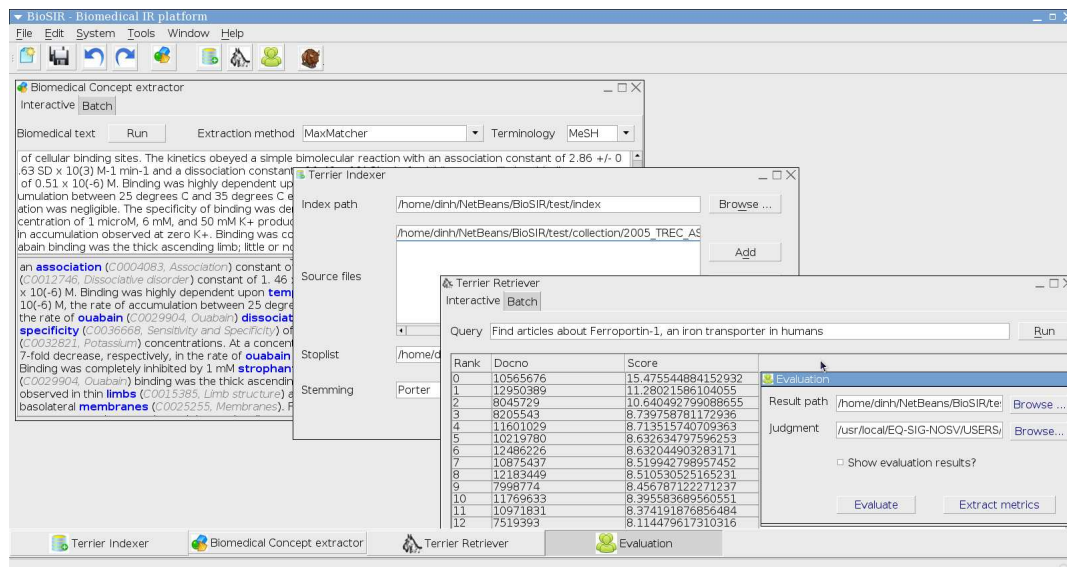 BioSIR - Biomedical IR platform
File Edit System Tools Window Help
Biomedical Concept extractor
Interactive Batch
Biomedical text Run Extraction method MaxMatcher Terminology MeSH
of cellular binding sites. The kinetics obeyed a simple bimolecular reaction with an association constant of 2.86 +/- 0
.63 SD x 10(3) M-1 min-1 and a dissociation constant
of 0.51 x 10(-6) M. Binding was highly dependent up
umulation between 25 degrees C and 35 degrees C e
ation was negligible. The specificity of binding was de
centration of 1 microM, 6 mM, and 50 mM K+ produc
in accumulation observed at zero K+. Binding was co
abain binding was the thick ascending limb; little or no
an association (C0004083, Association) constant o
(C0012746, Dissociative disorder) constant of 1. 46
x 10(-6) M. Binding was highly dependent upon tem
10(-6) M, the rate of accumulation between 25 degre
the rate of ouabain (C0029904, Ouabain) dissociat
specificity (C0036668, Sensitivity and Specificity) of
(C0032821, Potassium) concentrations. At a concen
7-fold decrease, respectively, in the rate of ouabain
Binding was completely inhibited by 1 mM strophan
(C0029904, Ouabain) binding was the thick ascendin
observed in thin limbs (C0015385, Limb structure) a
basolateral membranes (C0025255, Membranes). F
Terrier Indexer
Index path /home/dinh/NetBeans/BioSIR/test/index Browse ...
/home/dinh/NetBeans/BioSIR/test/collection/2005_TREC_AS
Add
Source files
Stoplist /home/d
Stemming Porter
Terrier Retriever
Interactive Batch
Query Find articles about Ferroportin-1, an iron transporter in humans Run
Rank Docno Score
0 10565676 15.475544884152932
1 12950389 11.28021586104055
2 8045729 10.640492799088655
3 8205543 8.739758781172936
4 11601029 8.713515740709363
5 10219780 8.632634797596253
6 12486226 8.632044903283171
7 10875437 8.519942798957452
8 12183449 8.510530525165231
9 7998774 8.456787122271237
10 11769633 8.395583689560551
11 10971831 8.374191876856484
12 7519393 8.114479617310316
Evaluation
Result path /home/dinh/NetBeans/BioSIR/te Browse ...
Judgment /usr/local/EQ-SIG-NOSV/USERS/ Browse...
Show evaluation results?
Evaluate Extract metrics
Terrier Indexer Biomedical Concept extractor Terrier Retriever Evaluation